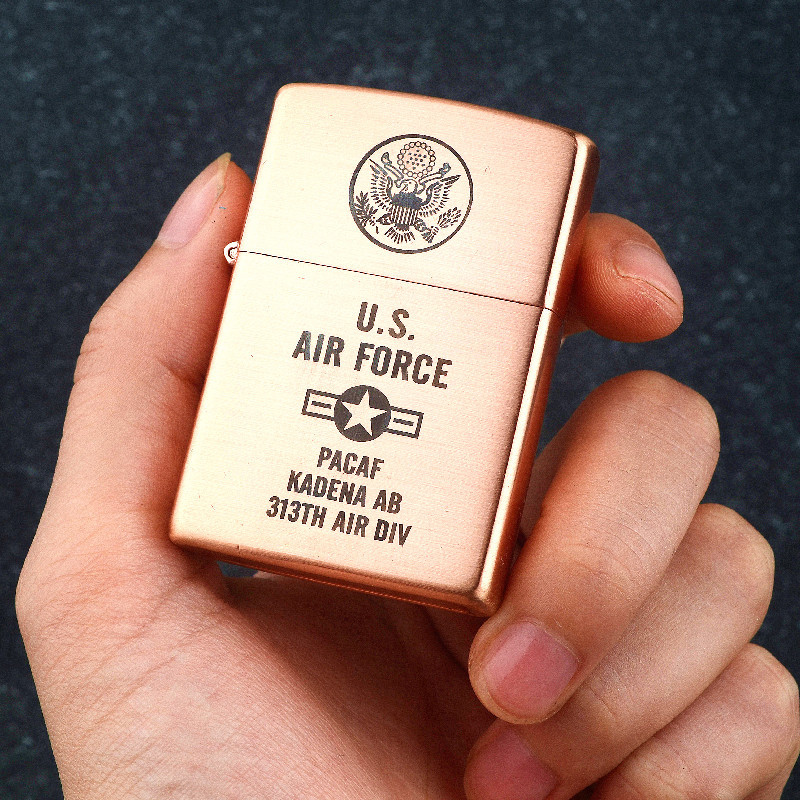 U.S.
AIR FORCE
PACAF
KADENA AB
313TH AIR DIV